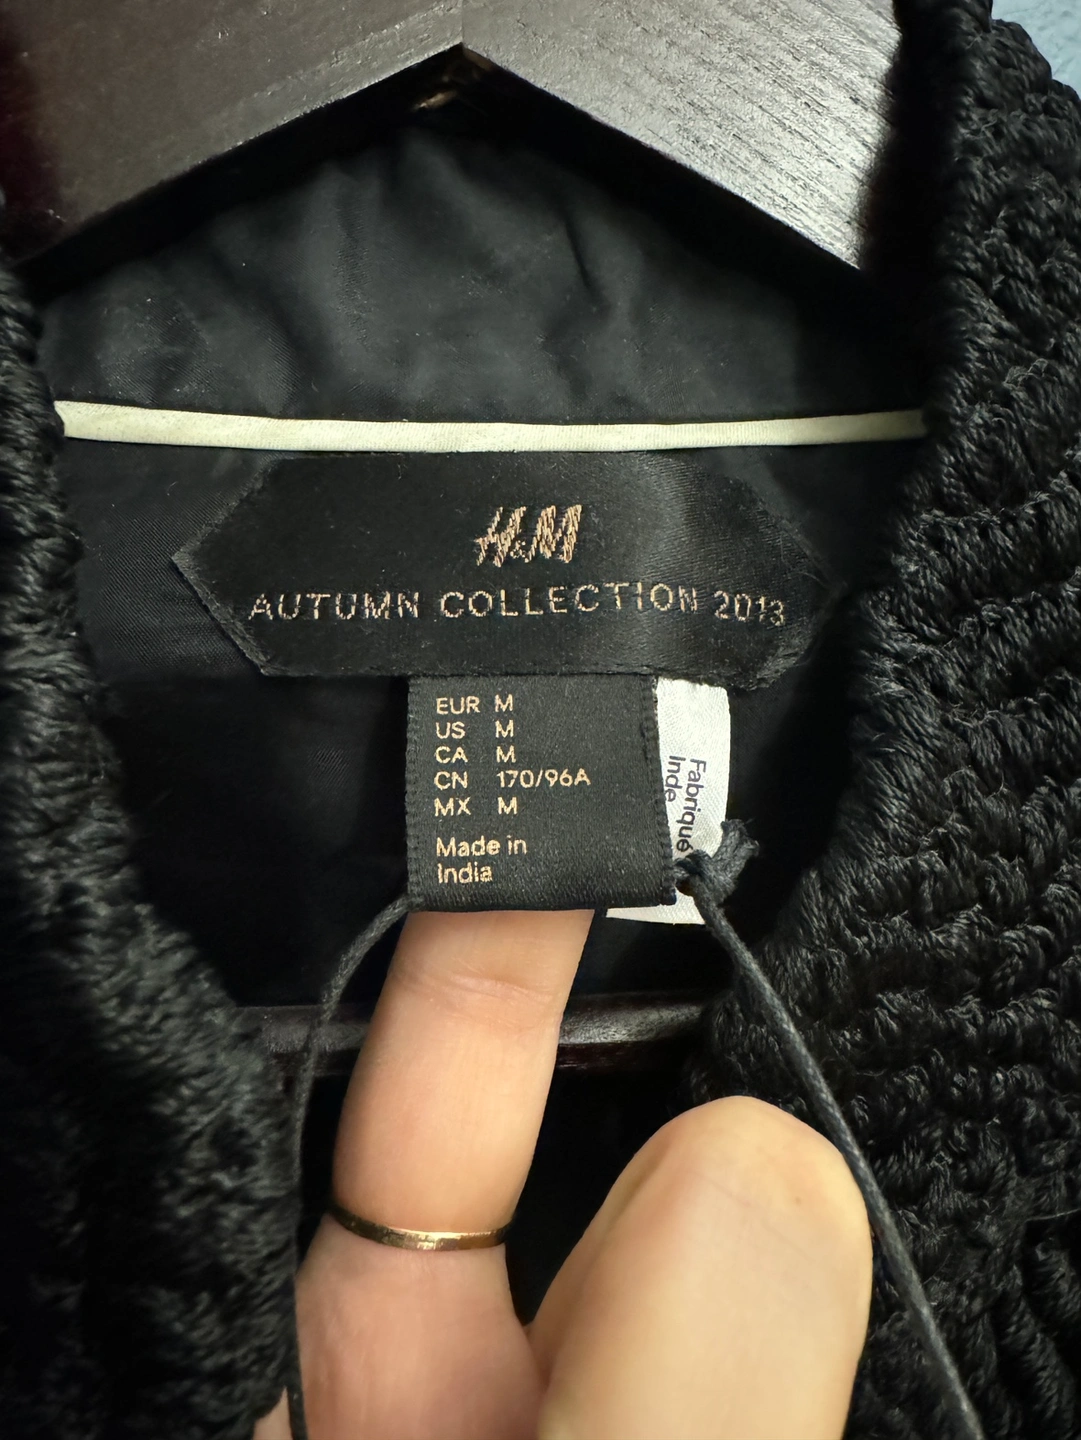 H&M
AUTUMN COLLECTION 2013
EUR M
US M
CA M
CN 170/96A
MX M
Made in
India
Fabriqué
Inde